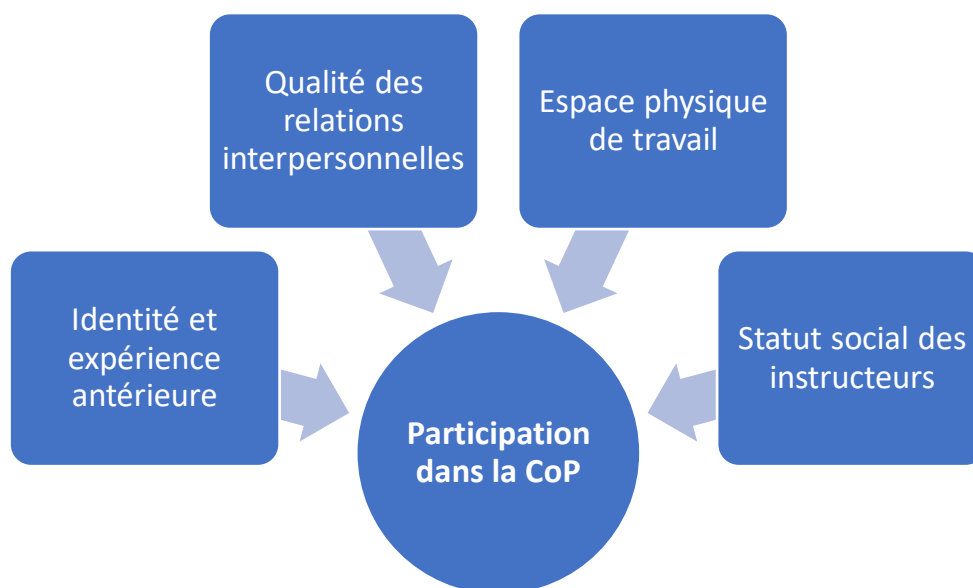 Qualité des
relations
interpersonnelles
Espace physique
de travail
Identité et
expérience
antérieure
Statut social des
instructeurs
Participation
dans la CoP